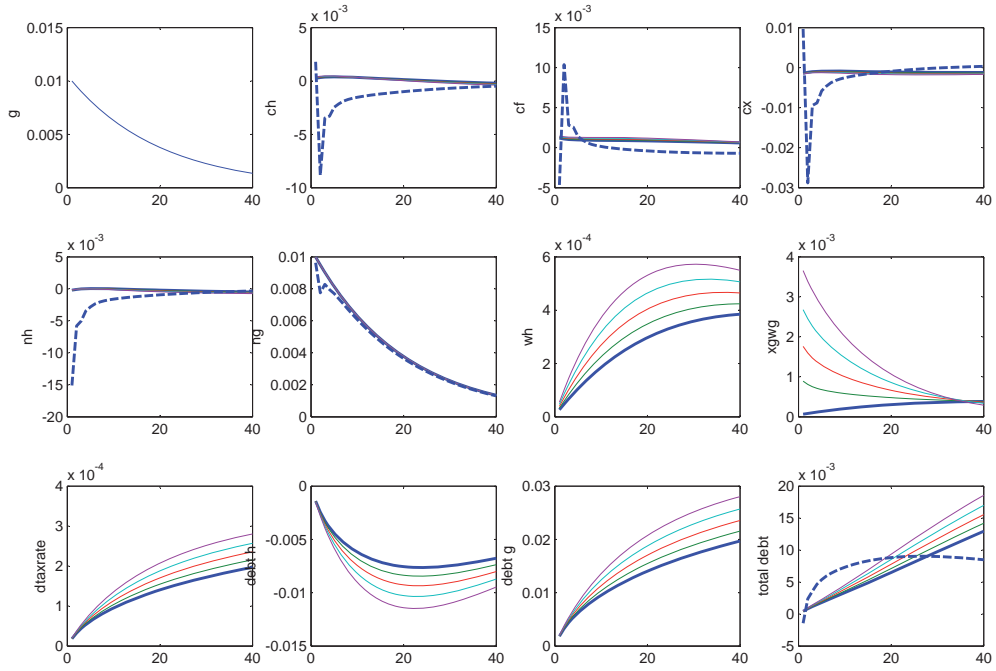 0.015
0.01
0.005
0
g
0 20 40
x 10^-3
5
0
-5
-10
ch
0 20 40
x 10^-3
15
10
5
0
-5
cf
0 20 40
0.01
0
-0.01
-0.02
-0.03
cx
0 20 40
x 10^-3
5
0
-5
-10
-15
-20
nh
0 20 40
0.01
0.008
0.006
0.004
0.002
0
ng
0 20 40
x 10^-4
6
4
2
0
wh
0 20 40
x 10^-3
4
3
2
1
0
xgwg
0 20 40
x 10^-4
4
3
2
1
0
dtaxrate
0 20 40
0
-0.005
-0.01
-0.015
debt h
0 20 40
0.03
0.02
0.01
0
debt g
0 20 40
x 10^-3
20
15
10
5
0
-5
total debt
0 20 40